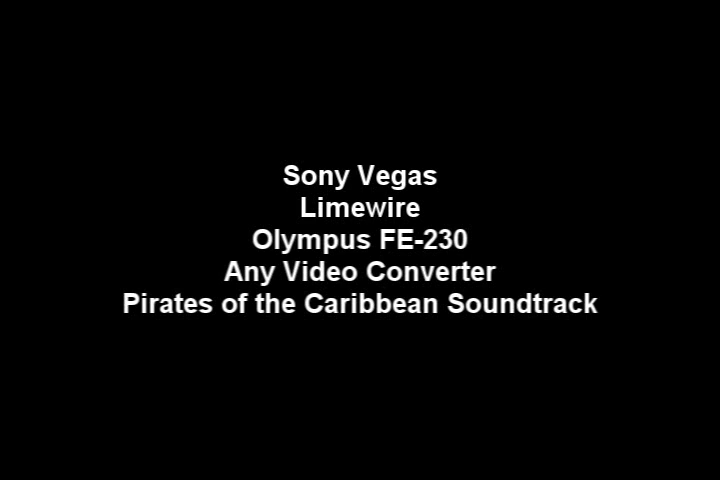 Sony Vegas
Limewire
Olympus FE-230
Any Video Converter
Pirates of the Caribbean Soundtrack